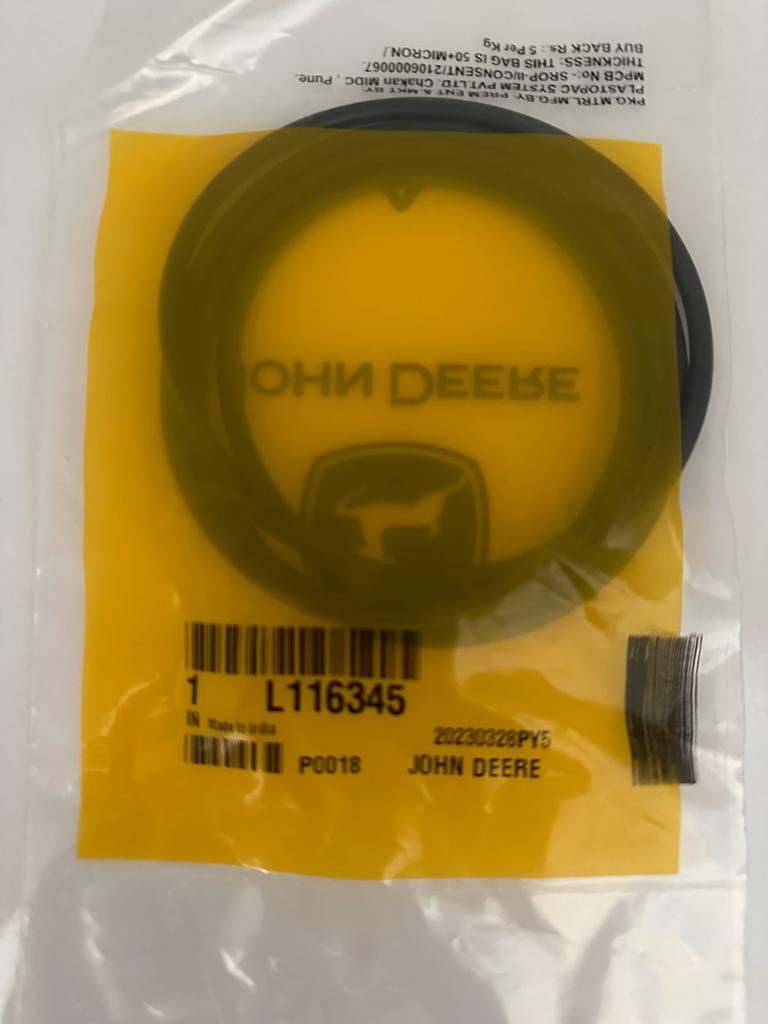 PKG.MTRL.MFG.BY: PREM ENT & MKT BY:
PLASTOPAC SYSTEM PVT.LTD. Chakan MIDC, Pune.
MPCB No:- SROP-II/CONSENT/2106000067.
THICKNESS: THIS BAG IS 50+MICRON./
BUY BACK Rs.: 5 Per Kg
JOHN DEERE
1 L116345
IN Made In India
20230328PY5
P0018 JOHN DEERE